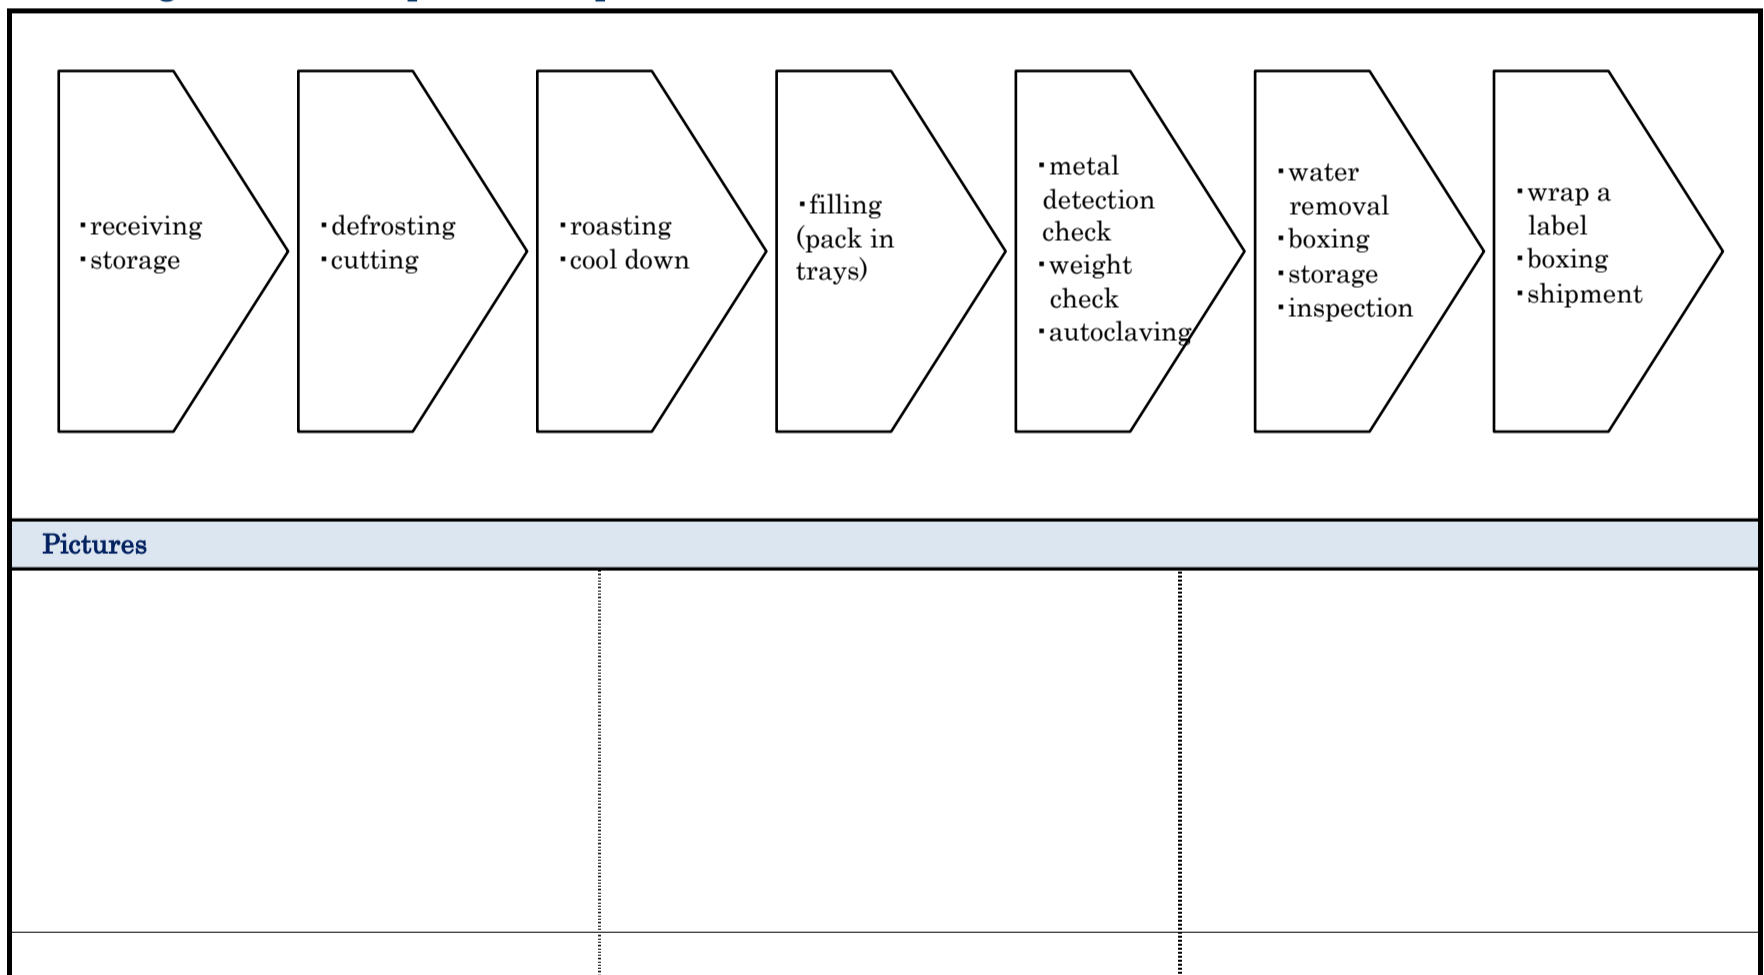 ・receiving
・storage
・defrosting
・cutting
・roasting
・cool down
・filling
(pack in
trays)
・metal
detection
check
・weight
check
・autoclaving
・water
removal
・boxing
・storage
・inspection
・wrap a
label
・boxing
・shipment
Pictures